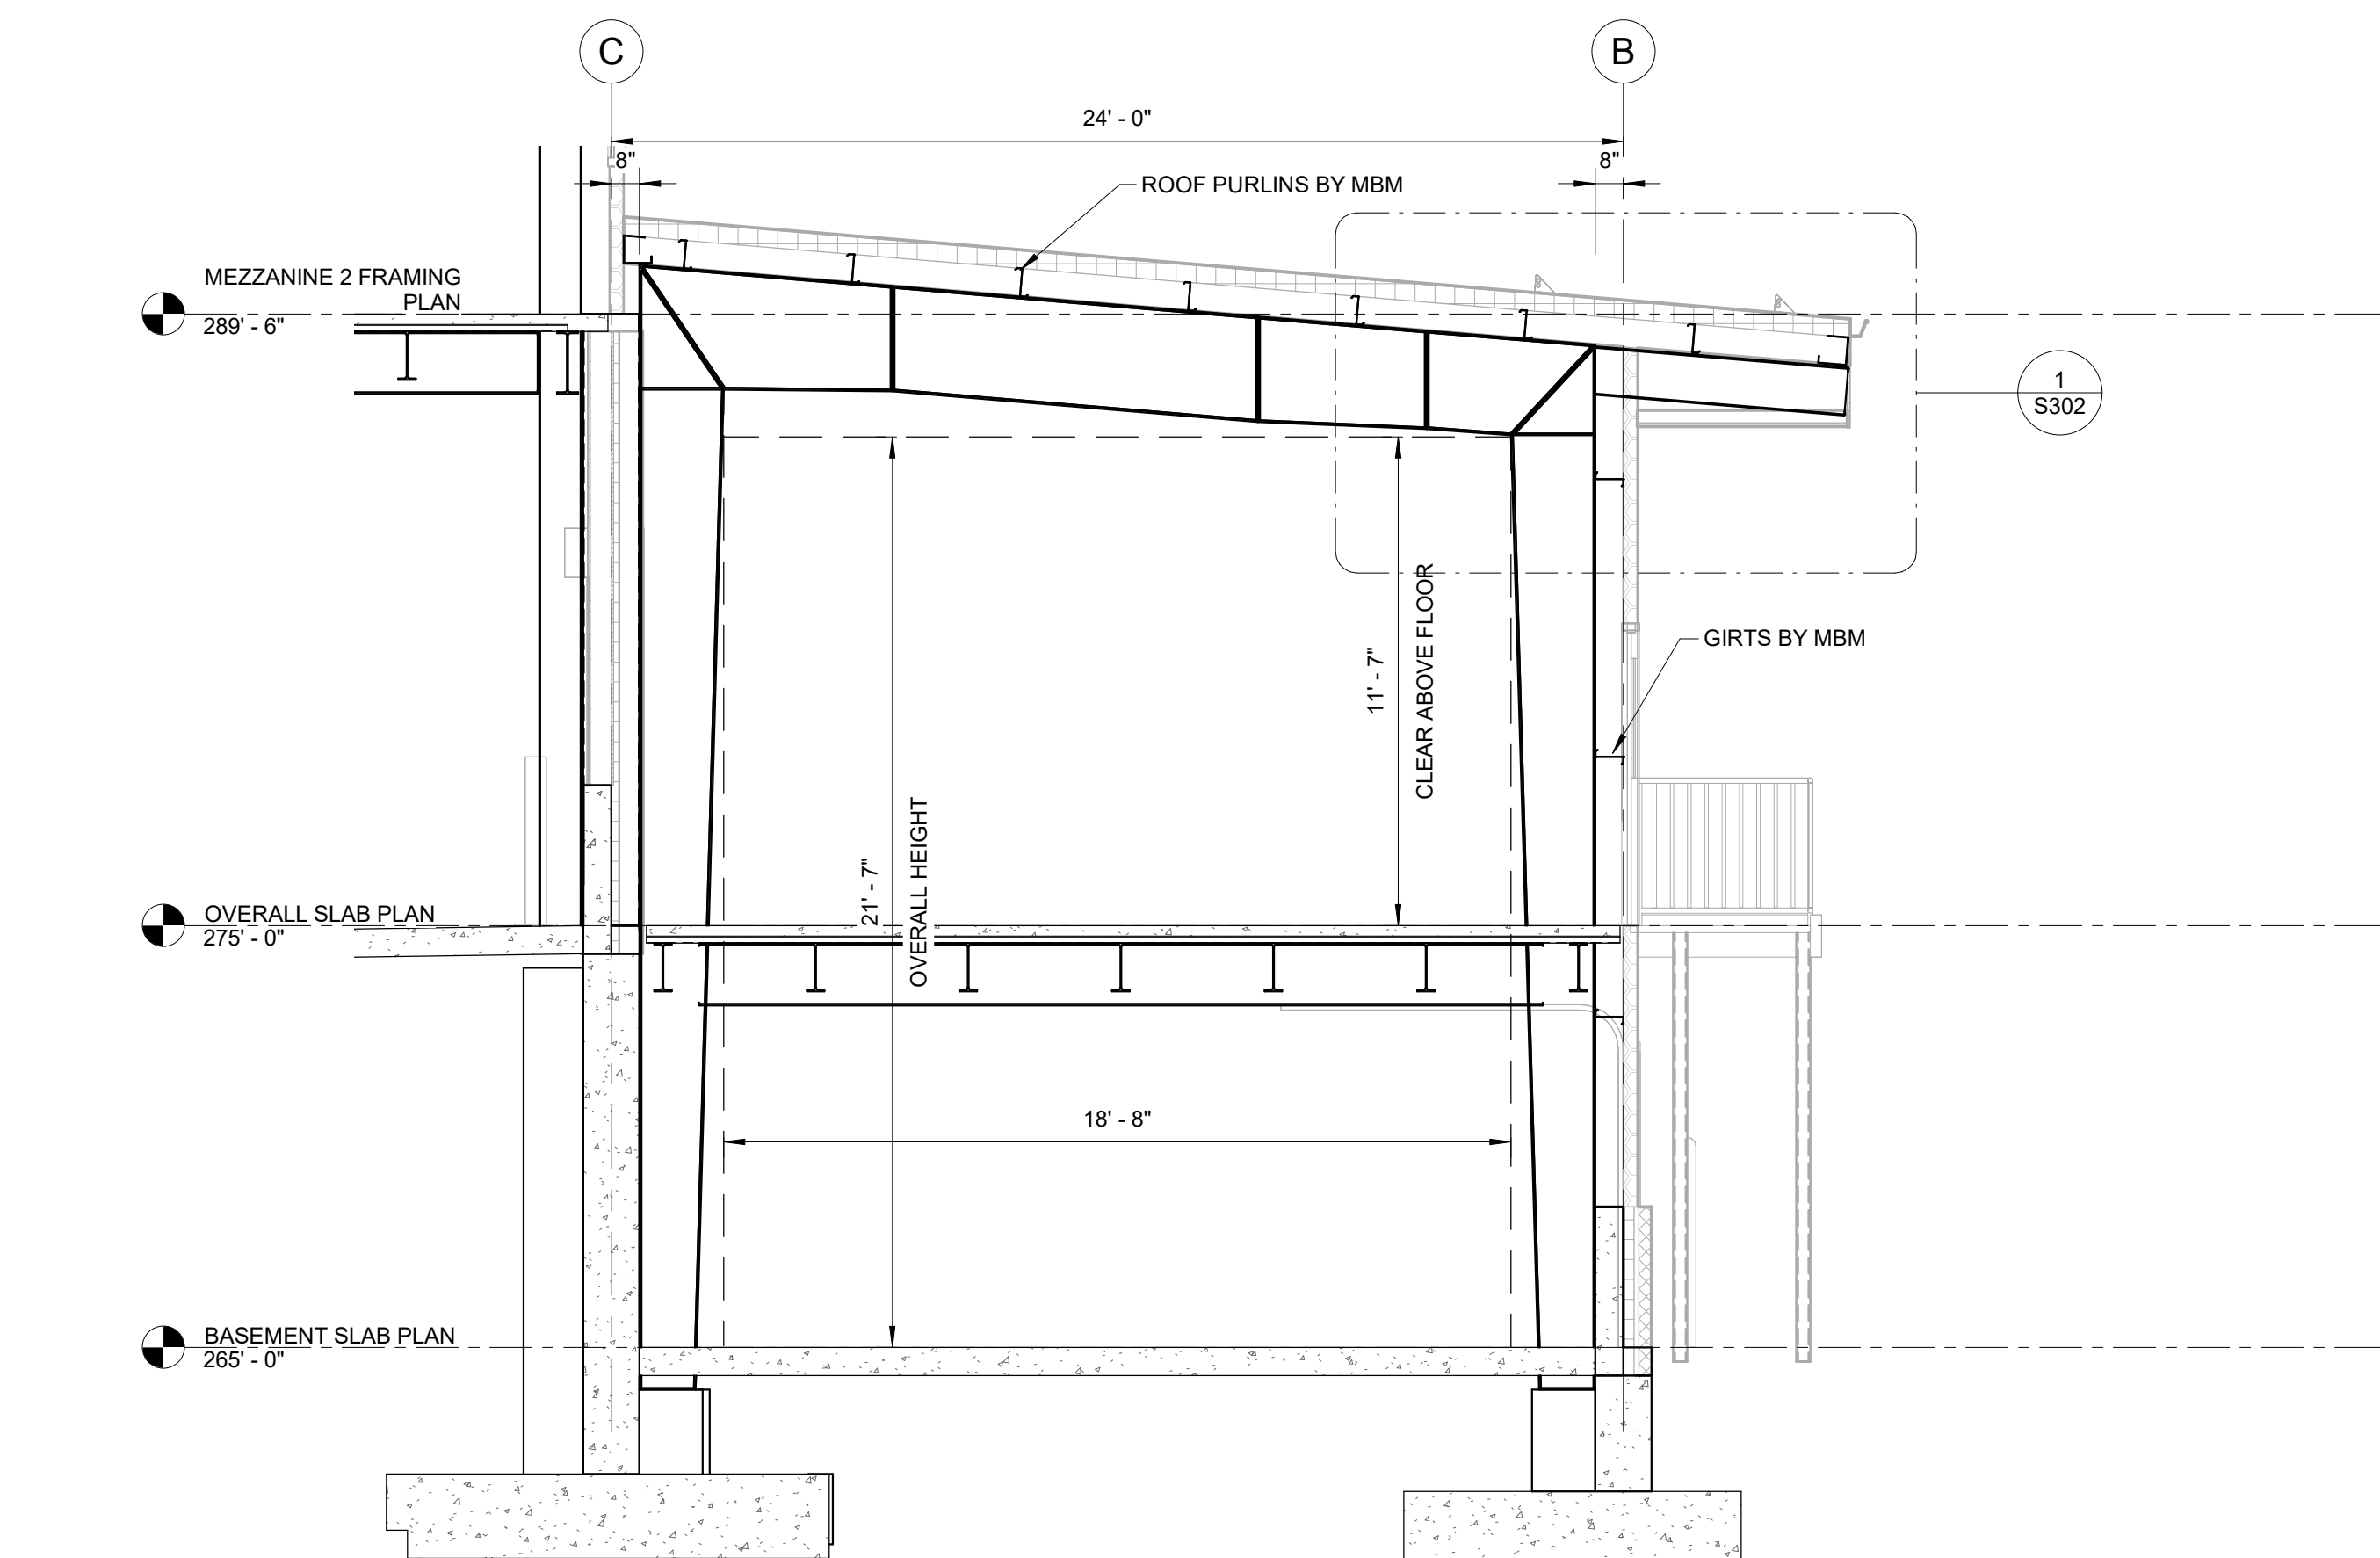 C
B
24' - 0"
8"
8"
ROOF PURLINS BY MBM
MEZZANINE 2 FRAMING
PLAN
289' - 6"
1
S302
CLEAR ABOVE FLOOR
11' - 7"
GIRTS BY MBM
OVERALL HEIGHT
21' - 7"
OVERALL SLAB PLAN
275' - 0"
18' - 8"
BASEMENT SLAB PLAN
265' - 0"